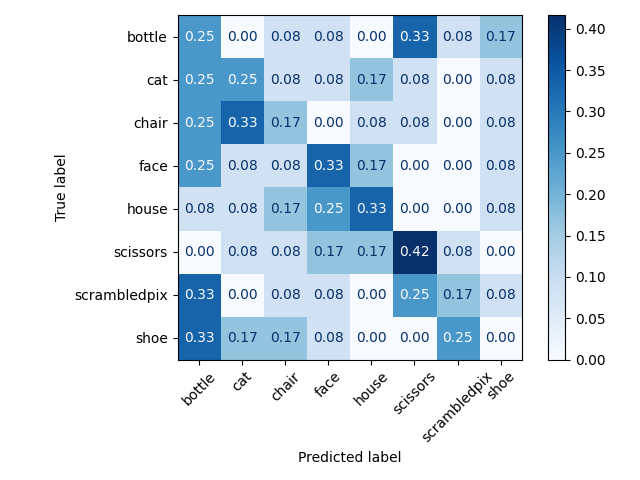 bottle 0.25 0.00 0.08 0.08 0.00 0.33 0.08 0.17
cat 0.25 0.25 0.08 0.08 0.17 0.08 0.00 0.08
chair 0.25 0.33 0.17 0.00 0.08 0.08 0.00 0.08
face 0.25 0.08 0.08 0.33 0.17 0.00 0.00 0.08
house 0.08 0.08 0.17 0.25 0.33 0.00 0.00 0.08
scissors 0.00 0.08 0.08 0.17 0.17 0.42 0.08 0.00
scrambledpix 0.33 0.00 0.08 0.08 0.00 0.25 0.17 0.08
shoe 0.33 0.17 0.17 0.08 0.00 0.00 0.25 0.00
bottle cat chair face house scissors scrambledpix shoe
Predicted label
True label
0.40
0.35
0.30
0.25
0.20
0.15
0.10
0.05
0.00